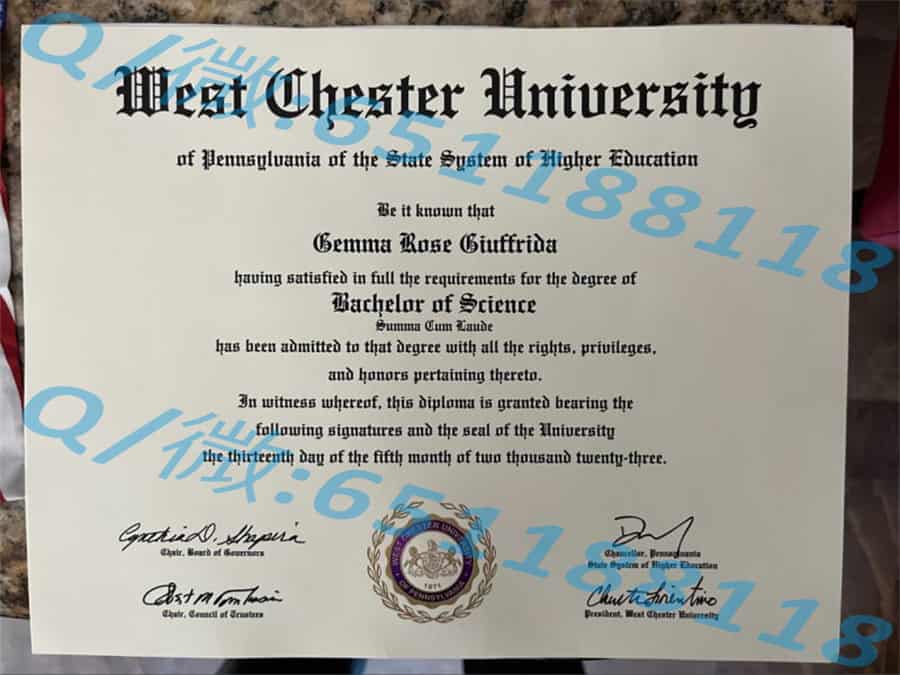 West Chester University
of Pennsylvania of the State System of Higher Education
Be it known that
Gemma Rose Giuffrida
having satisfied in full the requirements for the degree of
Bachelor of Science
Summa Cum Laude
has been admitted to that degree with all the rights, privileges,
and honors pertaining thereto.
In witness whereof, this diploma is granted bearing the
following signatures and the seal of the University
the thirteenth day of the fifth month of two thousand twenty-three.
Cynthia D. Shapira
Chair, Board of Governors
Chair, Council of Trustees
WEST CHESTER UNIVERSITY
OF PENNSYLVANIA
1871
Chancellor, Pennsylvania
State System of Higher Education
President, West Chester University
Q/微:651188118
Q/微:651188118